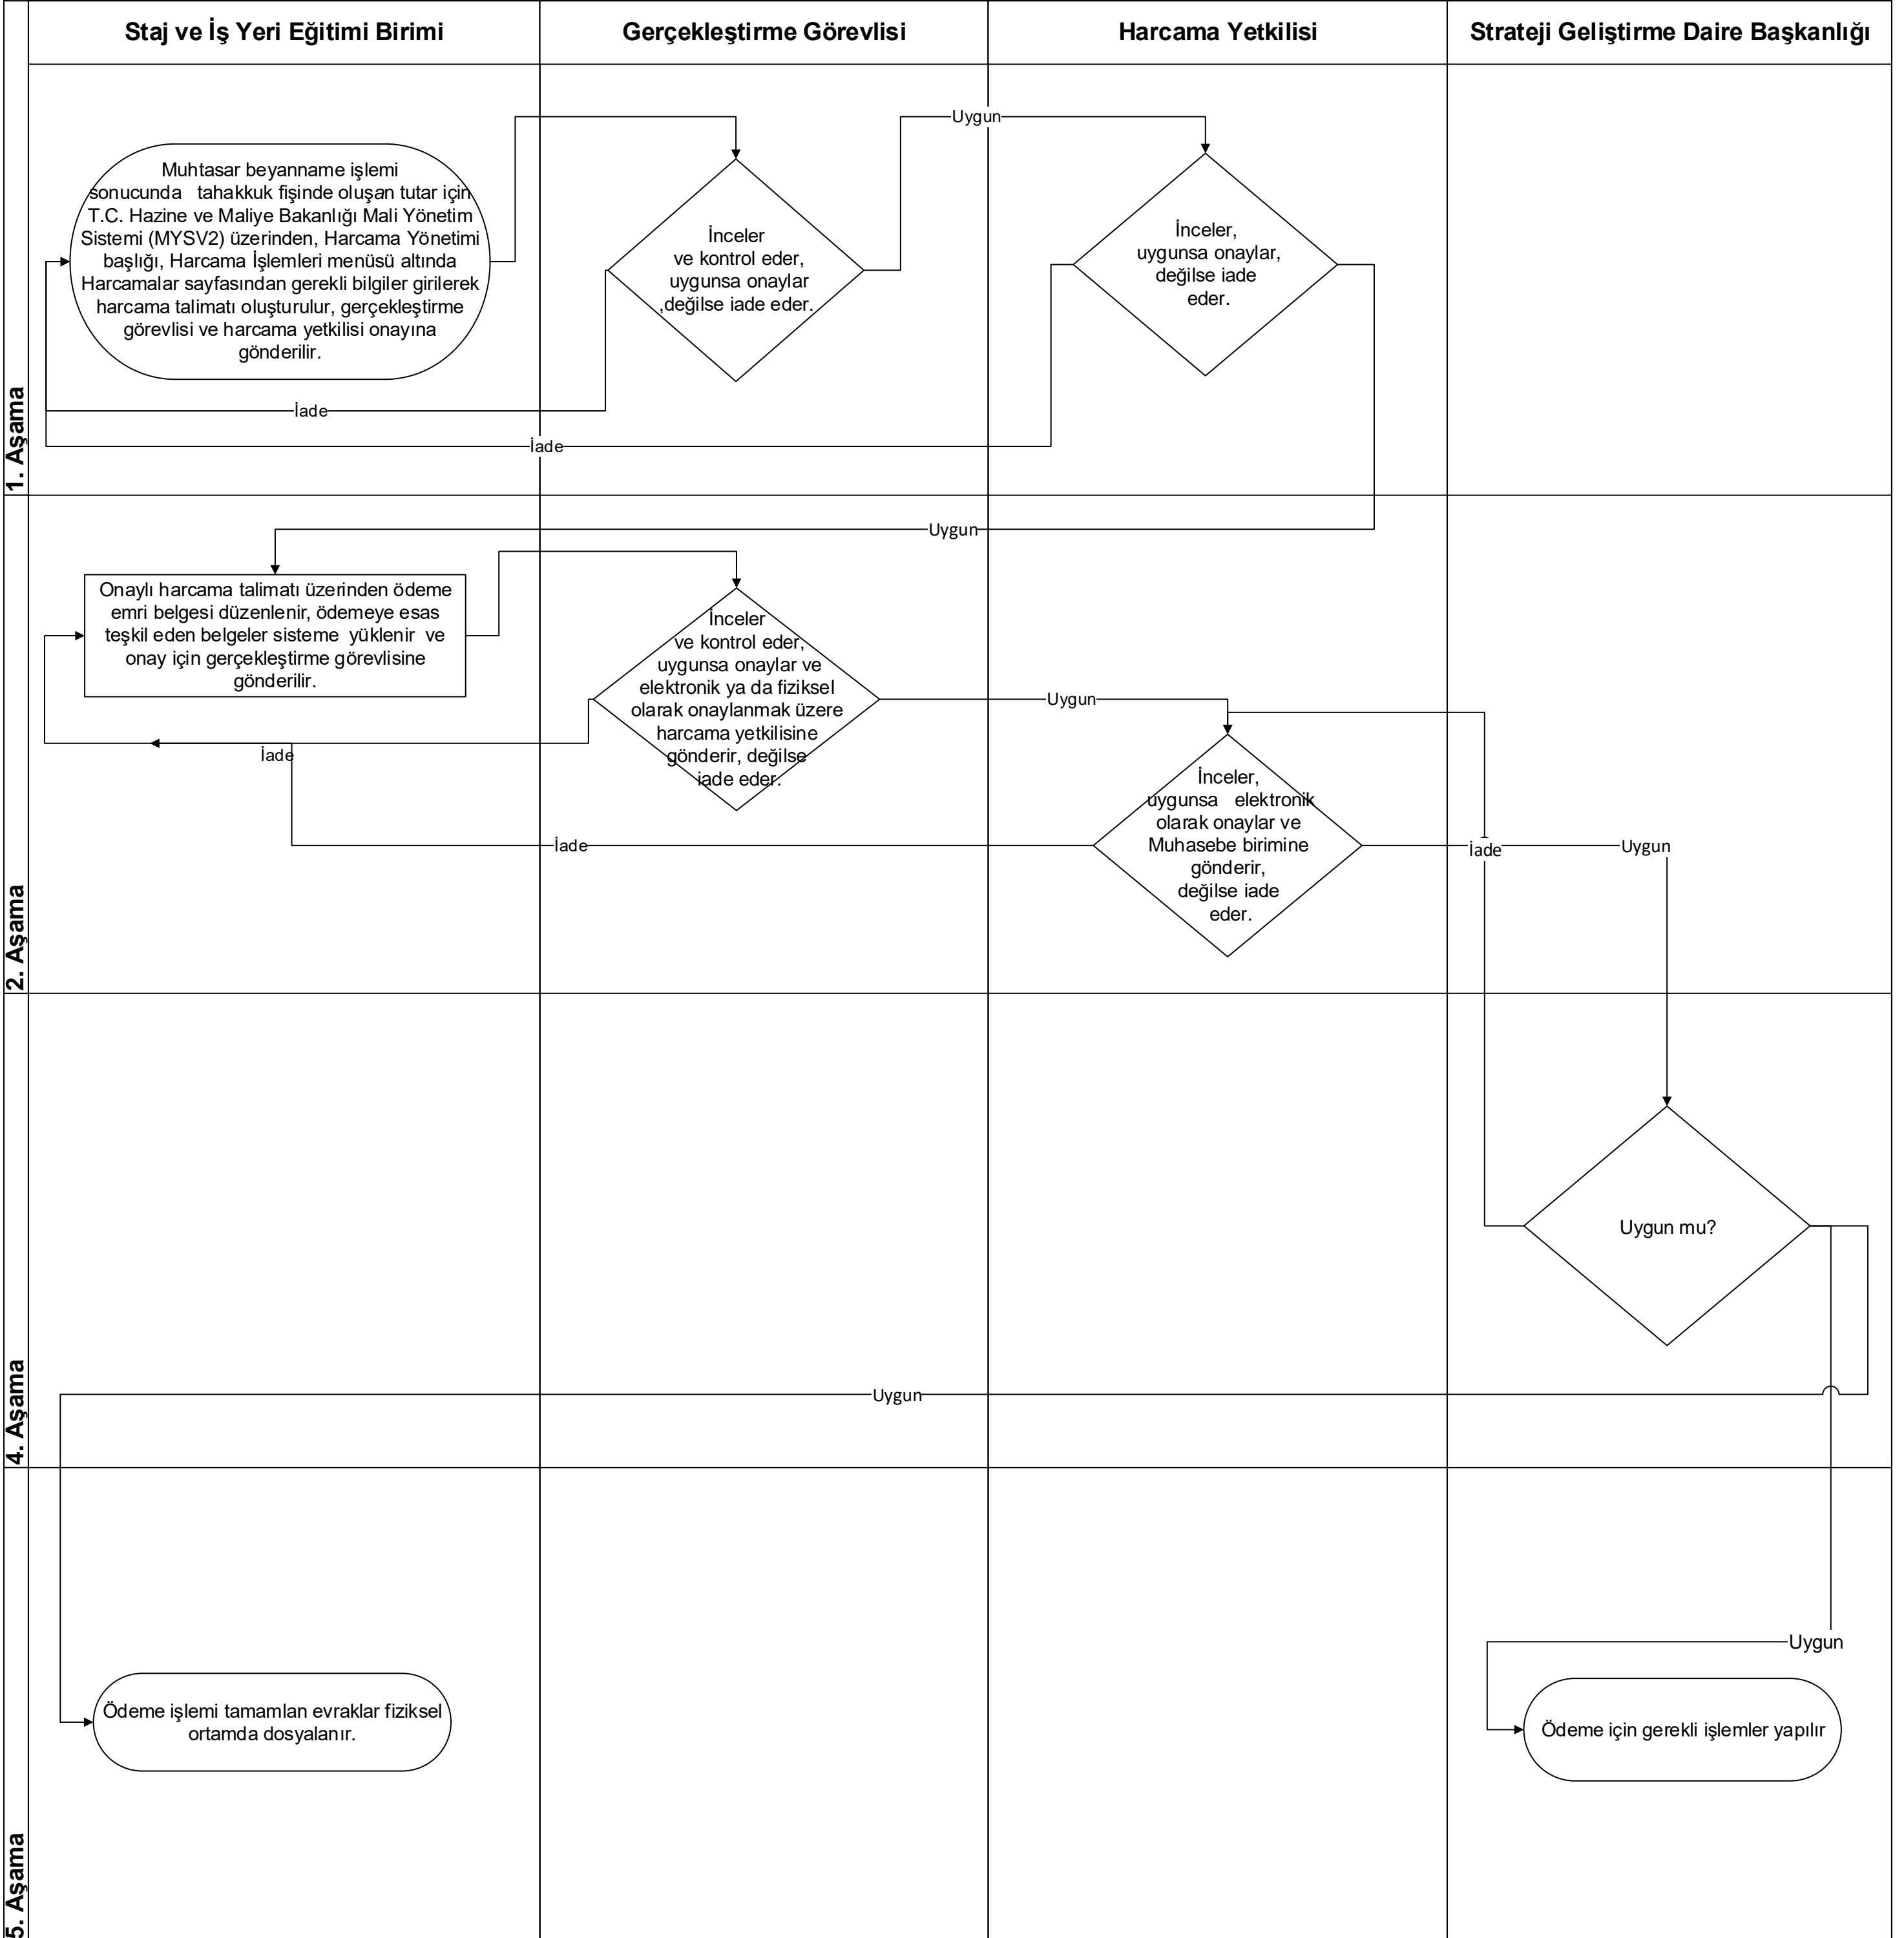 Staj ve İş Yeri Eğitimi Birimi
Gerçekleştirme Görevlisi
Harcama Yetkilisi
Strateji Geliştirme Daire Başkanlığı
1. Aşama
Muhtasar beyanname işlemi
sonucunda tahakkuk fişinde oluşan tutar için
T.C. Hazine ve Maliye Bakanlığı Mali Yönetim
Sistemi (MYSV2) üzerinden, Harcama Yönetimi
başlığı, Harcama İşlemleri menüsü altında
Harcamalar sayfasından gerekli bilgiler girilerek
harcama talimatı oluşturulur, gerçekleştirme
görevlisi ve harcama yetkilisi onayına
gönderilir.
İnceler
ve kontrol eder,
uygunsa onaylar
,değilse iade eder.
Uygun
İnceler,
uygunsa onaylar,
değilse iade
eder.
İade
İade
2. Aşama
Uygun
Onaylı harcama talimatı üzerinden ödeme
emri belgesi düzenlenir, ödemeye esas
teşkil eden belgeler sisteme yüklenir ve
onay için gerçekleştirme görevlisine
gönderilir.
İnceler
ve kontrol eder,
uygunsa onaylar ve
elektronik ya da fiziksel
olarak onaylanmak üzere
harcama yetkilisine
gönderir, değilse
iade eder.
Uygun
İade
İnceler,
uygunsa elektronik
olarak onaylar ve
Muhasebe birimine
gönderir,
değilse iade
eder.
İade
İade
Uygun
4. Aşama
Uygun mu?
Uygun
5. Aşama
Uygun
Ödeme işlemi tamamlan evraklar fiziksel
ortamda dosyalanır.
Ödeme için gerekli işlemler yapılır